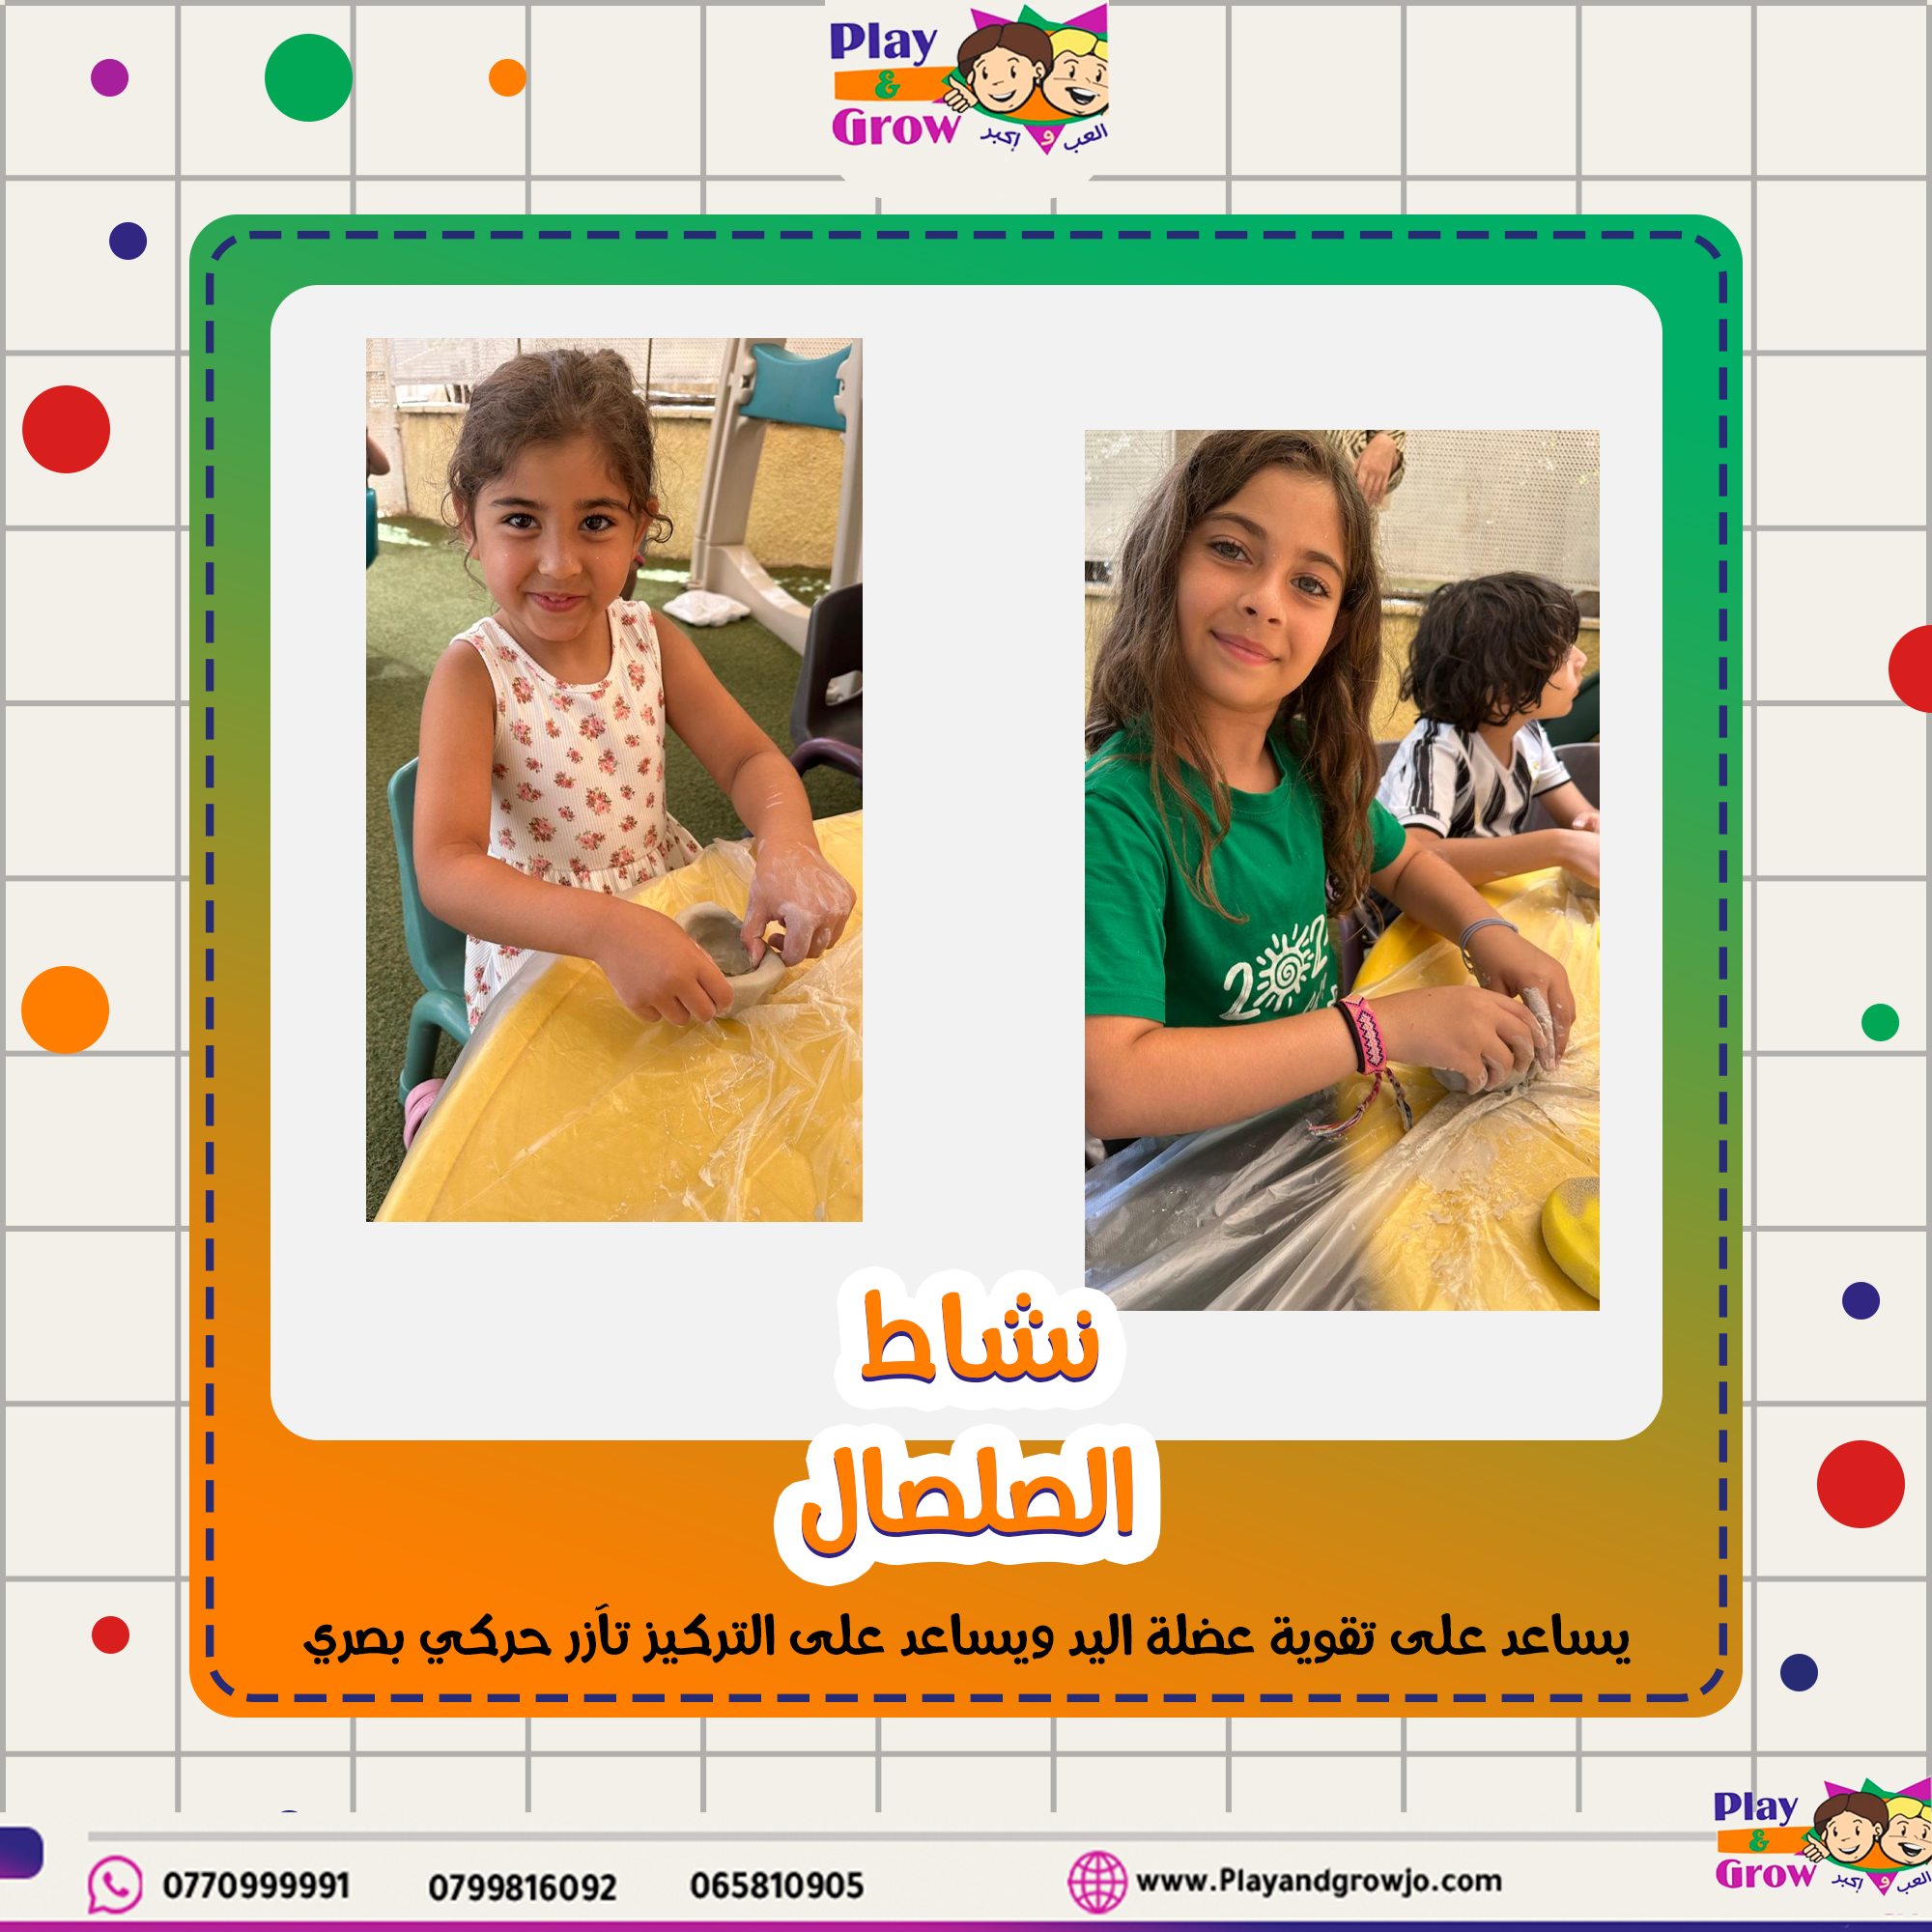 Play
&
Grow
العب و إكبر
202
نشاط
الصلصال
يساعد على تقوية عضلة اليد ويساعد على التركيز تآزر حركي بصري
0770999991 0799816092 065810905 www.Playandgrowjo.com
Play
&
Grow
العب و إكبر